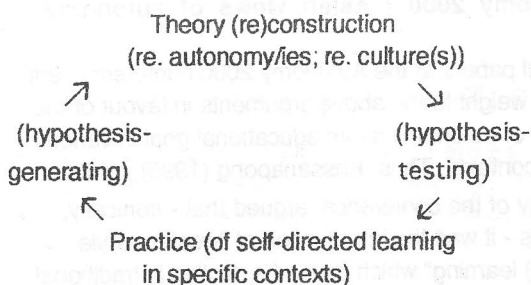 Theory (re)construction
(re. autonomy/ies; re. culture(s))
(hypothesis-
generating)
(hypothesis-
testing)
Practice (of self-directed learning
in specific contexts)